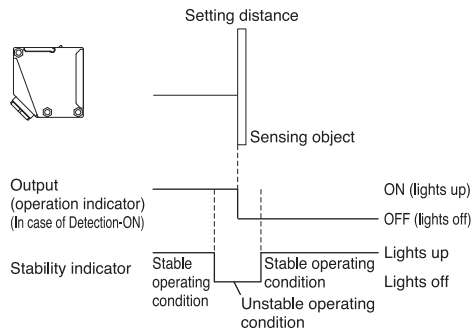 Setting distance
Sensing object
Output
(operation indicator)
(In case of Detection-ON)
ON (lights up)
OFF (lights off)
Stability indicator
Stable
operating
condition
Stable operating
condition
Unstable operating
condition
Lights up
Lights off